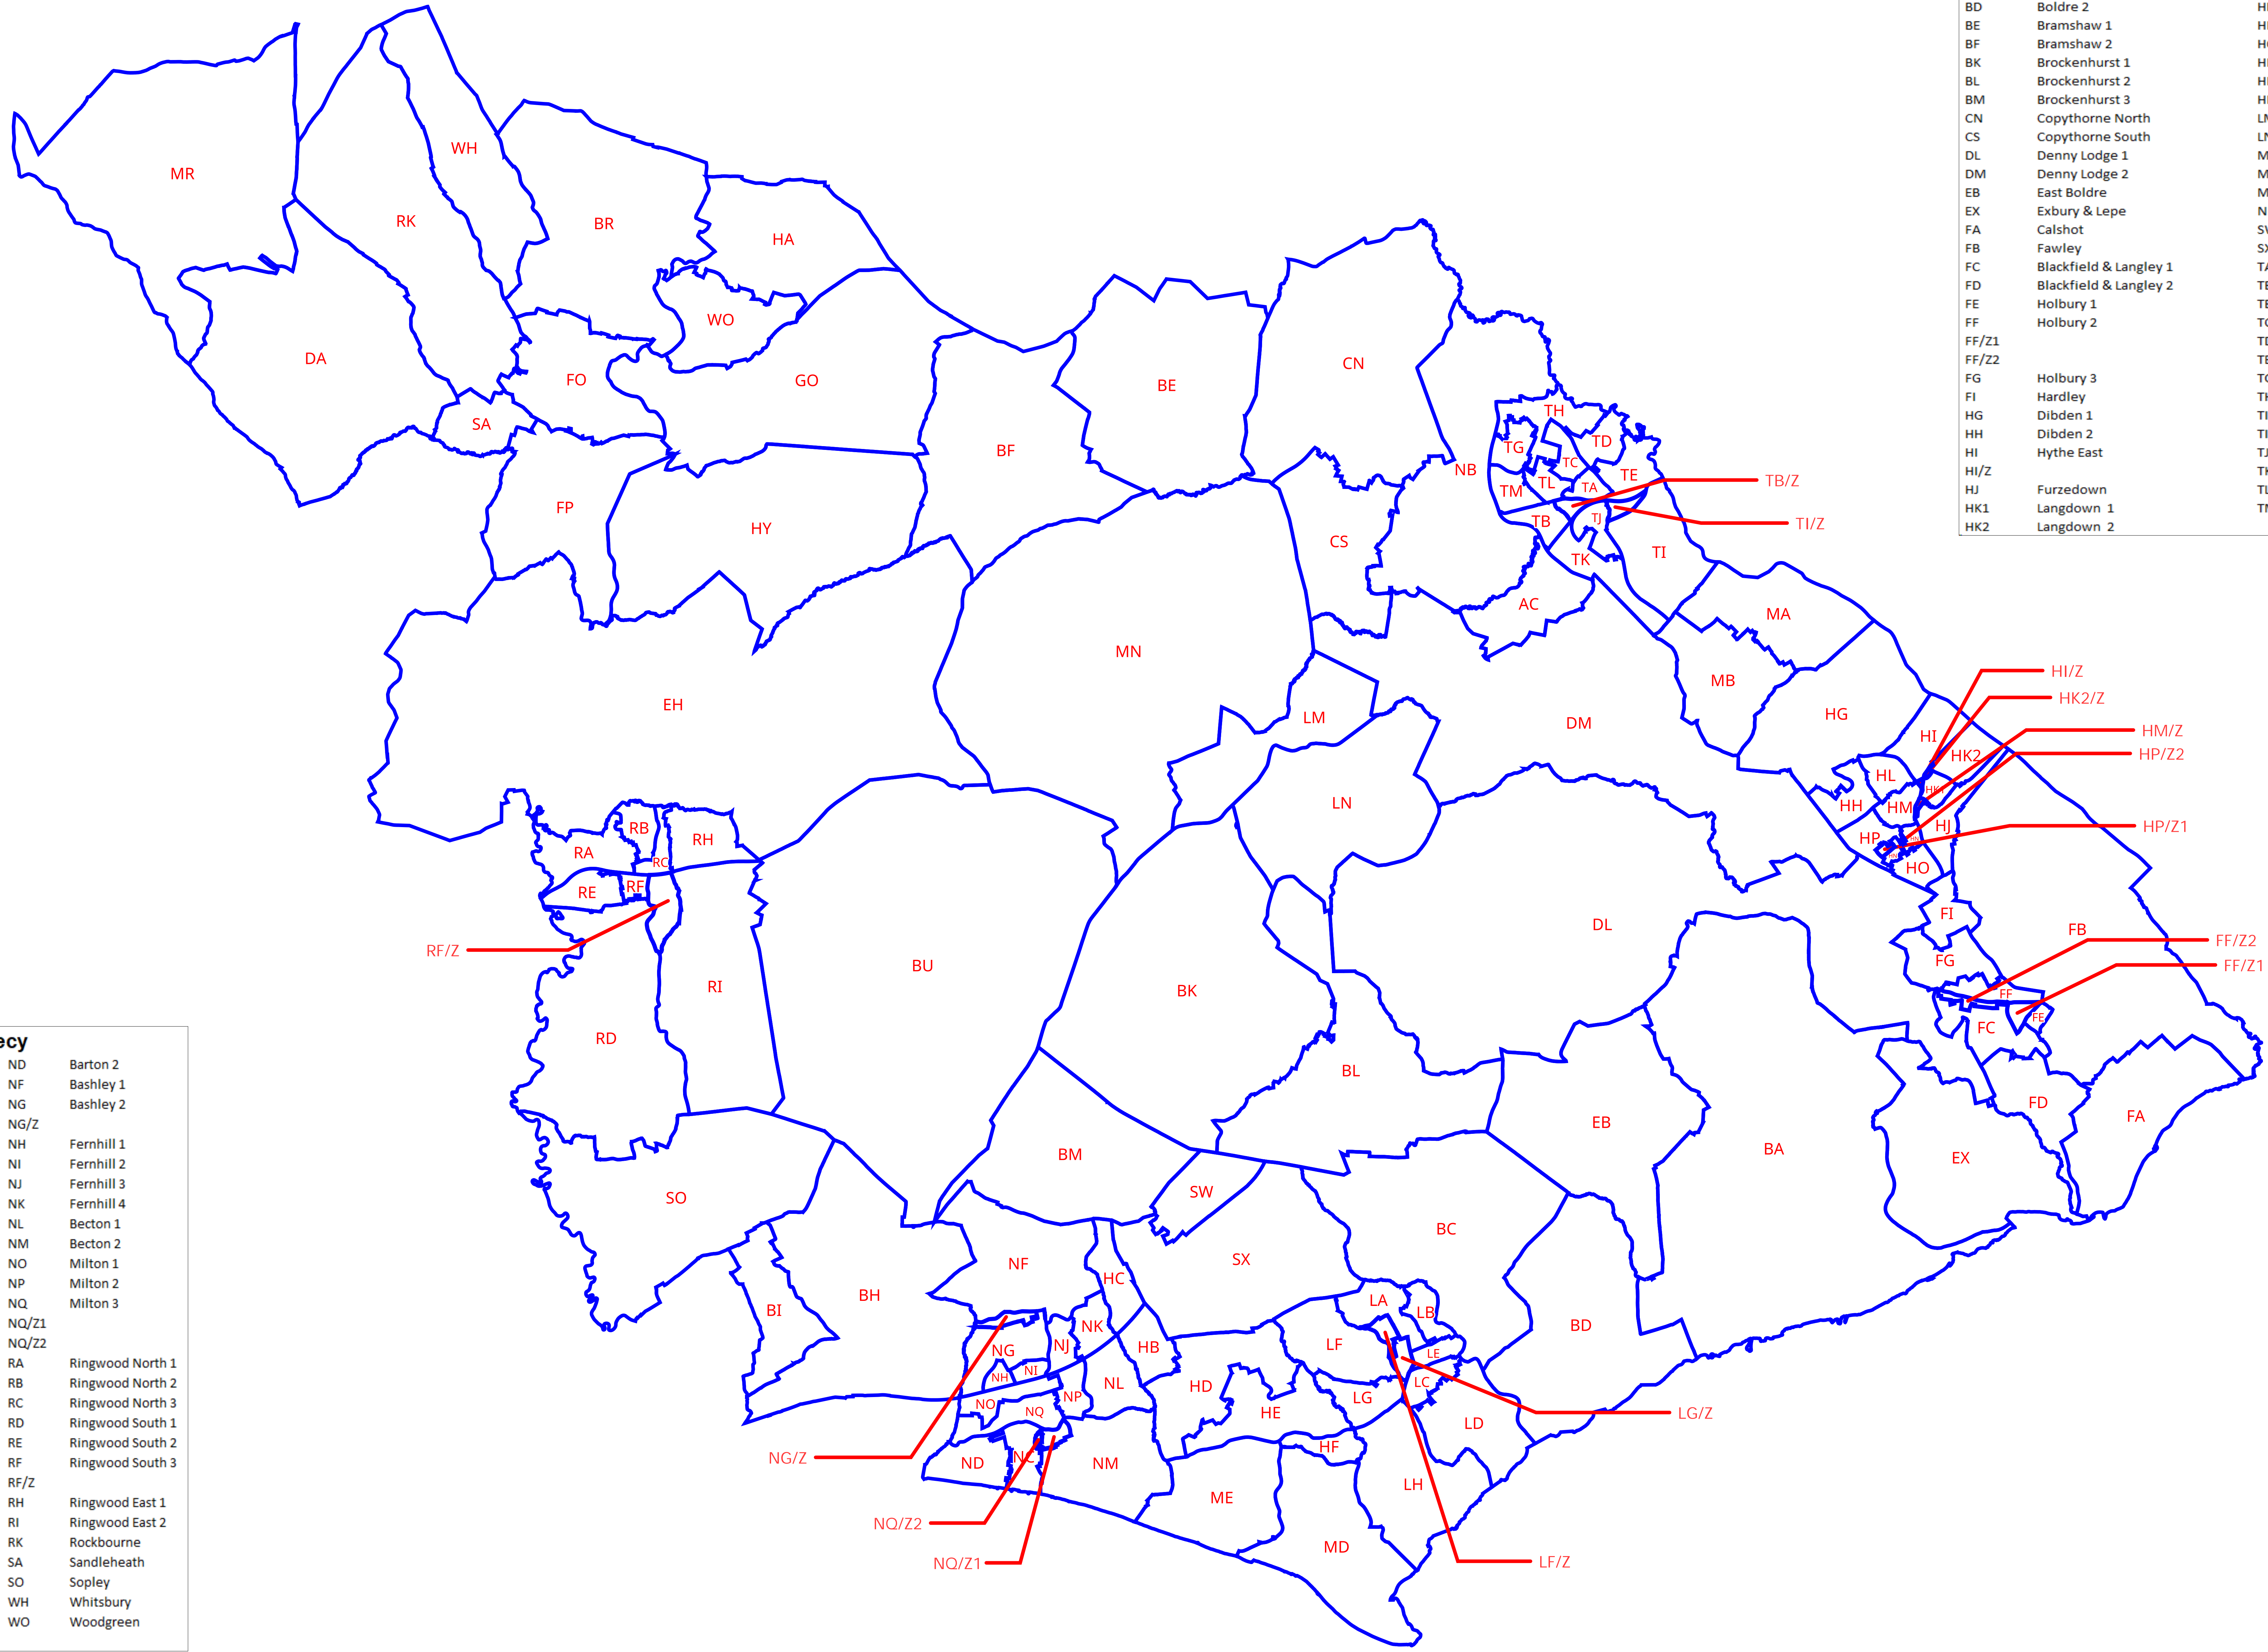 BD Boldre 2
BE Bramshaw 1
BF Bramshaw 2
BK Brockenhurst 1
BL Brockenhurst 2
BM Brockenhurst 3
CN Copythorne North
CS Copythorne South
DL Denny Lodge 1
DM Denny Lodge 2
EB East Boldre
EX Exbury & Lepe
FA Calshot
FB Fawley
FC Blackfield & Langley 1
FD Blackfield & Langley 2
FE Holbury 1
FF Holbury 2
FF/Z1
FF/Z2
FG Holbury 3
FI Hardley
HG Dibden 1
HH Dibden 2
HI Hythe East
HI/Z
HJ Furzedown
HK1 Langdown 1
HK2 Langdown 2
WH
MR
RK
BR
HA
WO
DA
CN
FO
GO
BE
TH
SA
TD
TG
BF
TC
NB
TE
TB/Z
TL
TA
TM
FP
TJ
TB
TI/Z
HY
CS
TI
TK
AC
MA
MN
HI/Z
MB
HK2/Z
EH
HG
LM
DM
HM/Z
HI
HP/Z2
HK2
HL
LN
HH
HM
RB
HJ
HP/Z1
RH
HP
RA
RC
HO
RF
RE
FI
DL
FB
FF/Z2
RF/Z
FG
FF/Z1
BU
RI
BK
FF
FE
FC
RD
BL
FD
EB
FA
BA
BM
EX
SW
SO
BC
SX
NF
HC
BH
LA
BI
LB
BD
NK
LF
NJ
HB
NG
LE
NI
NH
LC
NL
HD
NP
LG
NO
NQ
HE
LG/Z
LD
HF
NG/Z
NC
ND
NM
LH
ME
NQ/Z2
MD
NQ/Z1
LF/Z
ecy
ND Barton 2
NF Bashley 1
NG Bashley 2
NG/Z
NH Fernhill 1
NI Fernhill 2
NJ Fernhill 3
NK Fernhill 4
NL Becton 1
NM Becton 2
NO Milton 1
NP Milton 2
NQ Milton 3
NQ/Z1
NQ/Z2
RA Ringwood North 1
RB Ringwood North 2
RC Ringwood North 3
RD Ringwood South 1
RE Ringwood South 2
RF Ringwood South 3
RF/Z
RH Ringwood East 1
RI Ringwood East 2
RK Rockbourne
SA Sandleheath
SO Sopley
WH Whitsbury
WO Woodgreen